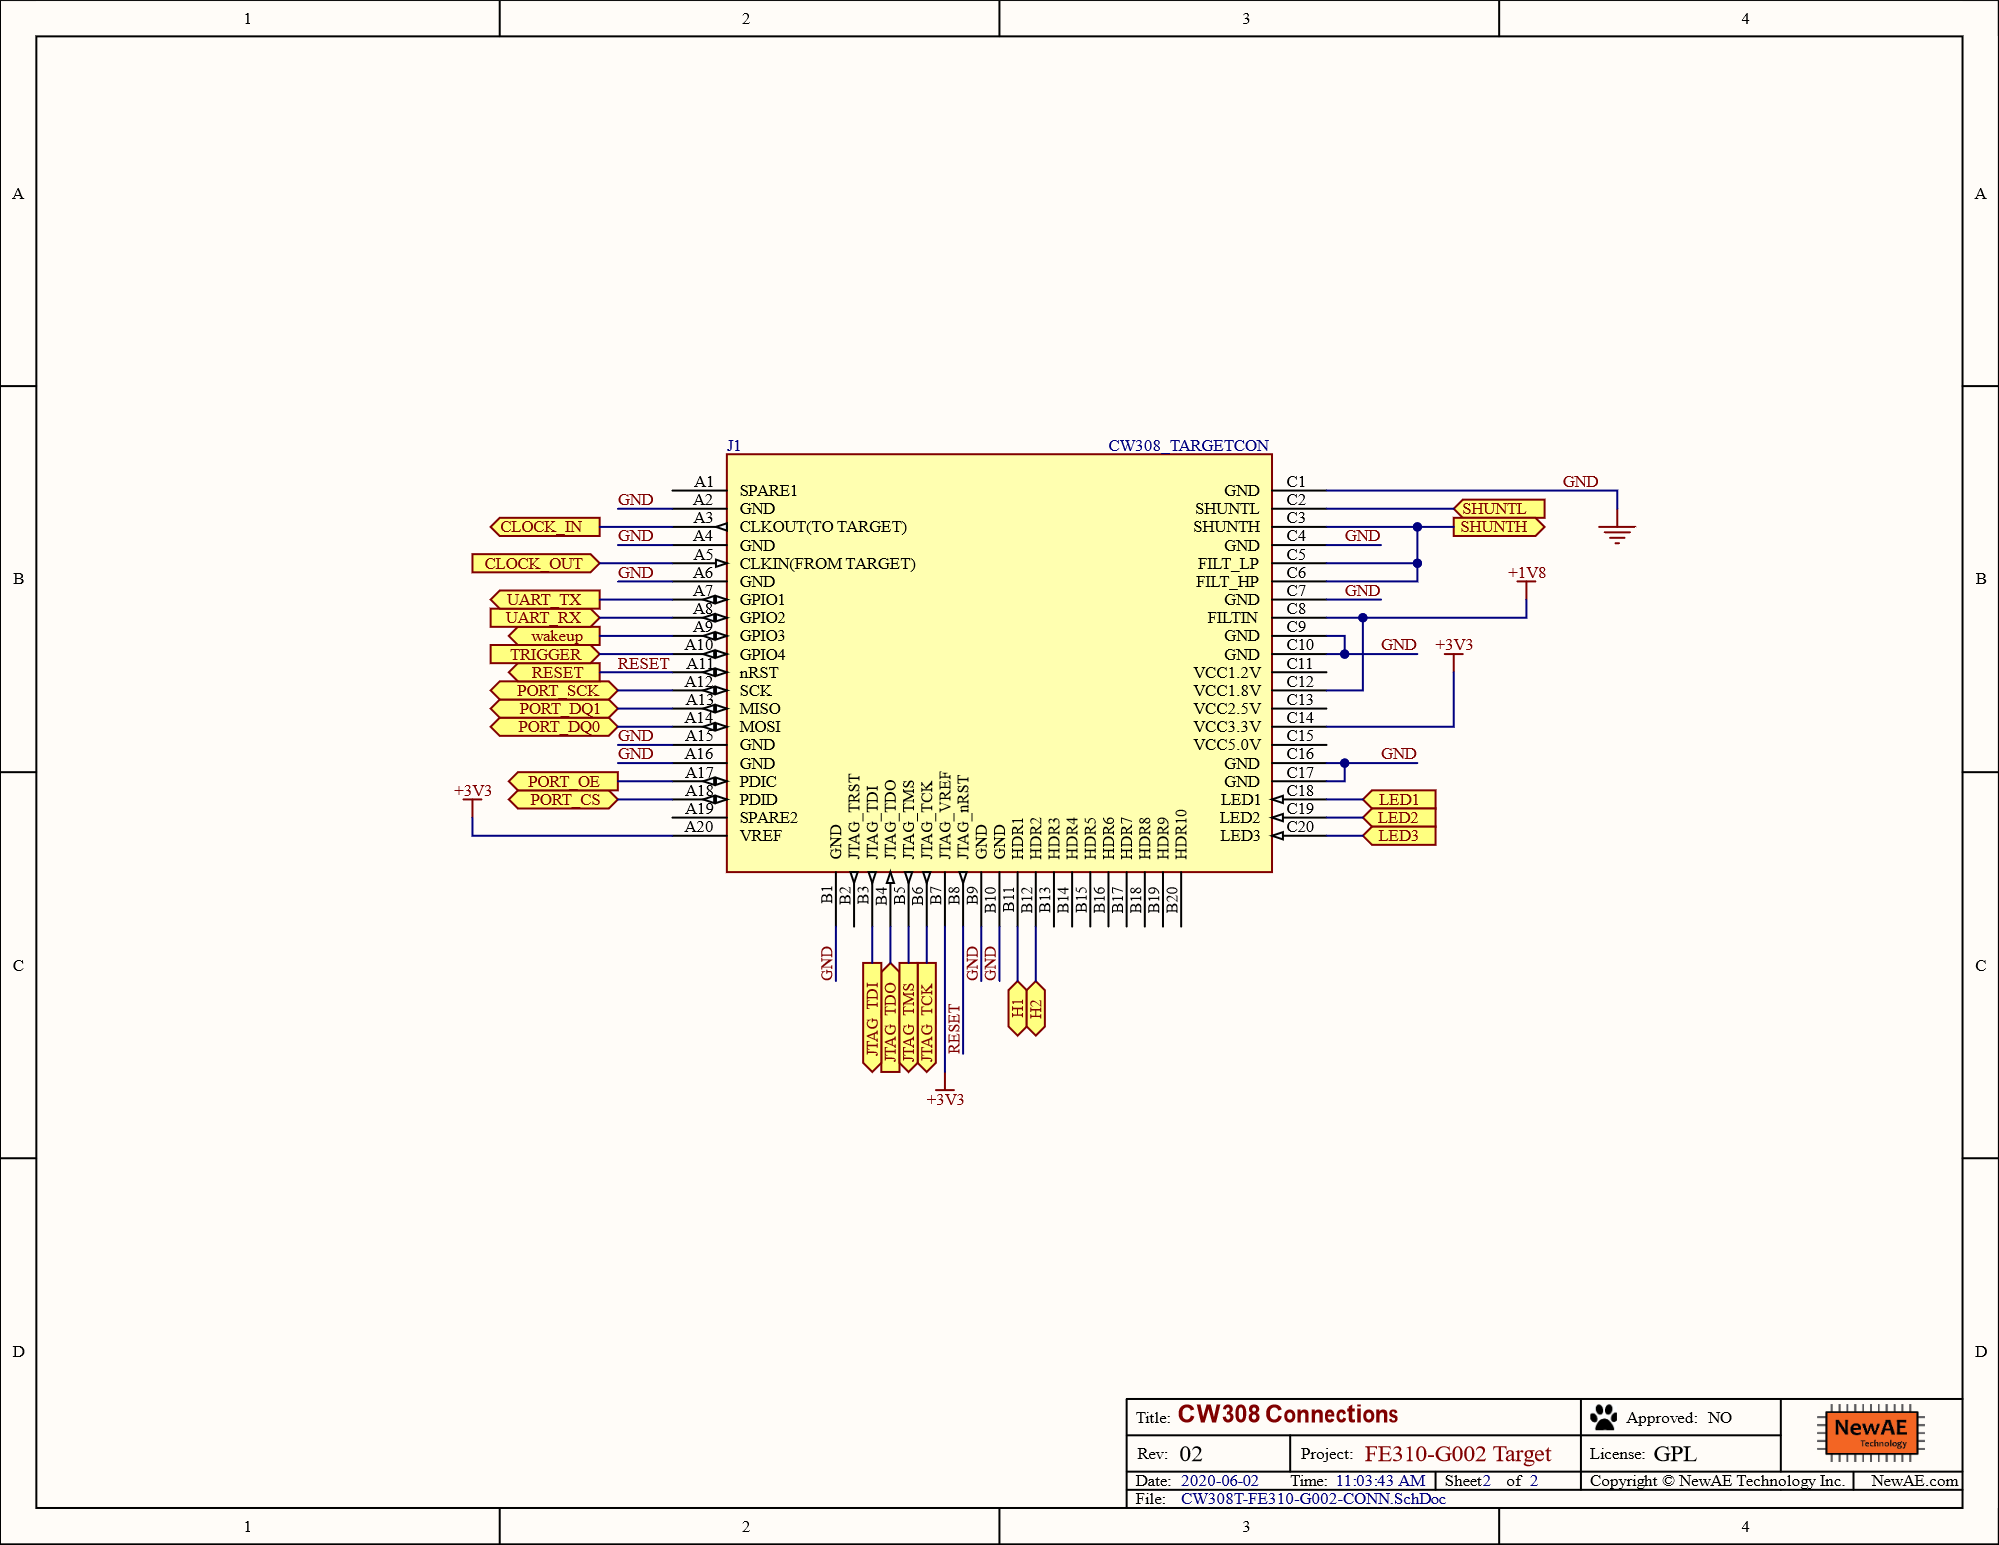 1 2 3 4
A A
B B
C C
D D
J1 CW308_TARGETCON
A1 SPARE1
GND A2 GND
CLOCK_IN A3 CLKOUT(TO TARGET)
GND A4 GND
CLOCK_OUT A5 CLKIN(FROM TARGET)
GND A6 GND
UART_TX A7 GPIO1
UART_RX A8 GPIO2
wakeup A9 GPIO3
TRIGGER A10 GPIO4
RESET RESET A11 nRST
PORT_SCK A12 SCK
PORT_DQ1 A13 MISO
PORT_DQ0 A14 MOSI
GND A15 GND
GND A16 GND
PORT_OE A17 PDIC
PORT_CS A18 PDID
A19 SPARE2
+3V3 A20 VREF
GND C1 GND
SHUNTL C2 SHUNTL
SHUNTH C3 SHUNTH
GND C4 GND
FILT_LP C5
FILT_HP C6
GND C7 GND
FILTIN C8 +1V8
GND C9
GND C10 GND
VCC1.2V C11
VCC1.8V C12
VCC2.5V C13
VCC3.3V C14 +3V3
VCC5.0V C15
GND C16 GND
GND C17
LED1 C18 LED1
LED2 C19 LED2
LED3 C20 LED3
GND B1 GND
JTAG_TRST B2
JTAG_TDI B3 JTAG_TDI
JTAG_TDO B4 JTAG_TDO
JTAG_TMS B5 JTAG_TMS
JTAG_TCK B6 JTAG_TCK
JTAG_VREF B7 +3V3
JTAG_nRST B8 RESET
GND B9 GND
GND B10 GND
HDR1 B11 H1
HDR2 B12 H2
HDR3 B13
HDR4 B14
HDR5 B15
HDR6 B16
HDR7 B17
HDR8 B18
HDR9 B19
HDR10 B20
Title: CW308 Connections
Approved: NO
Rev: 02 Project: FE310-G002 Target
License: GPL
NewAE
Technology
Date: 2020-06-02 Time: 11:03:43 AM Sheet2 of 2
Copyright © NewAE Technology Inc. NewAE.com
File: CW308T-FE310-G002-CONN.SchDoc
1 2 3 4